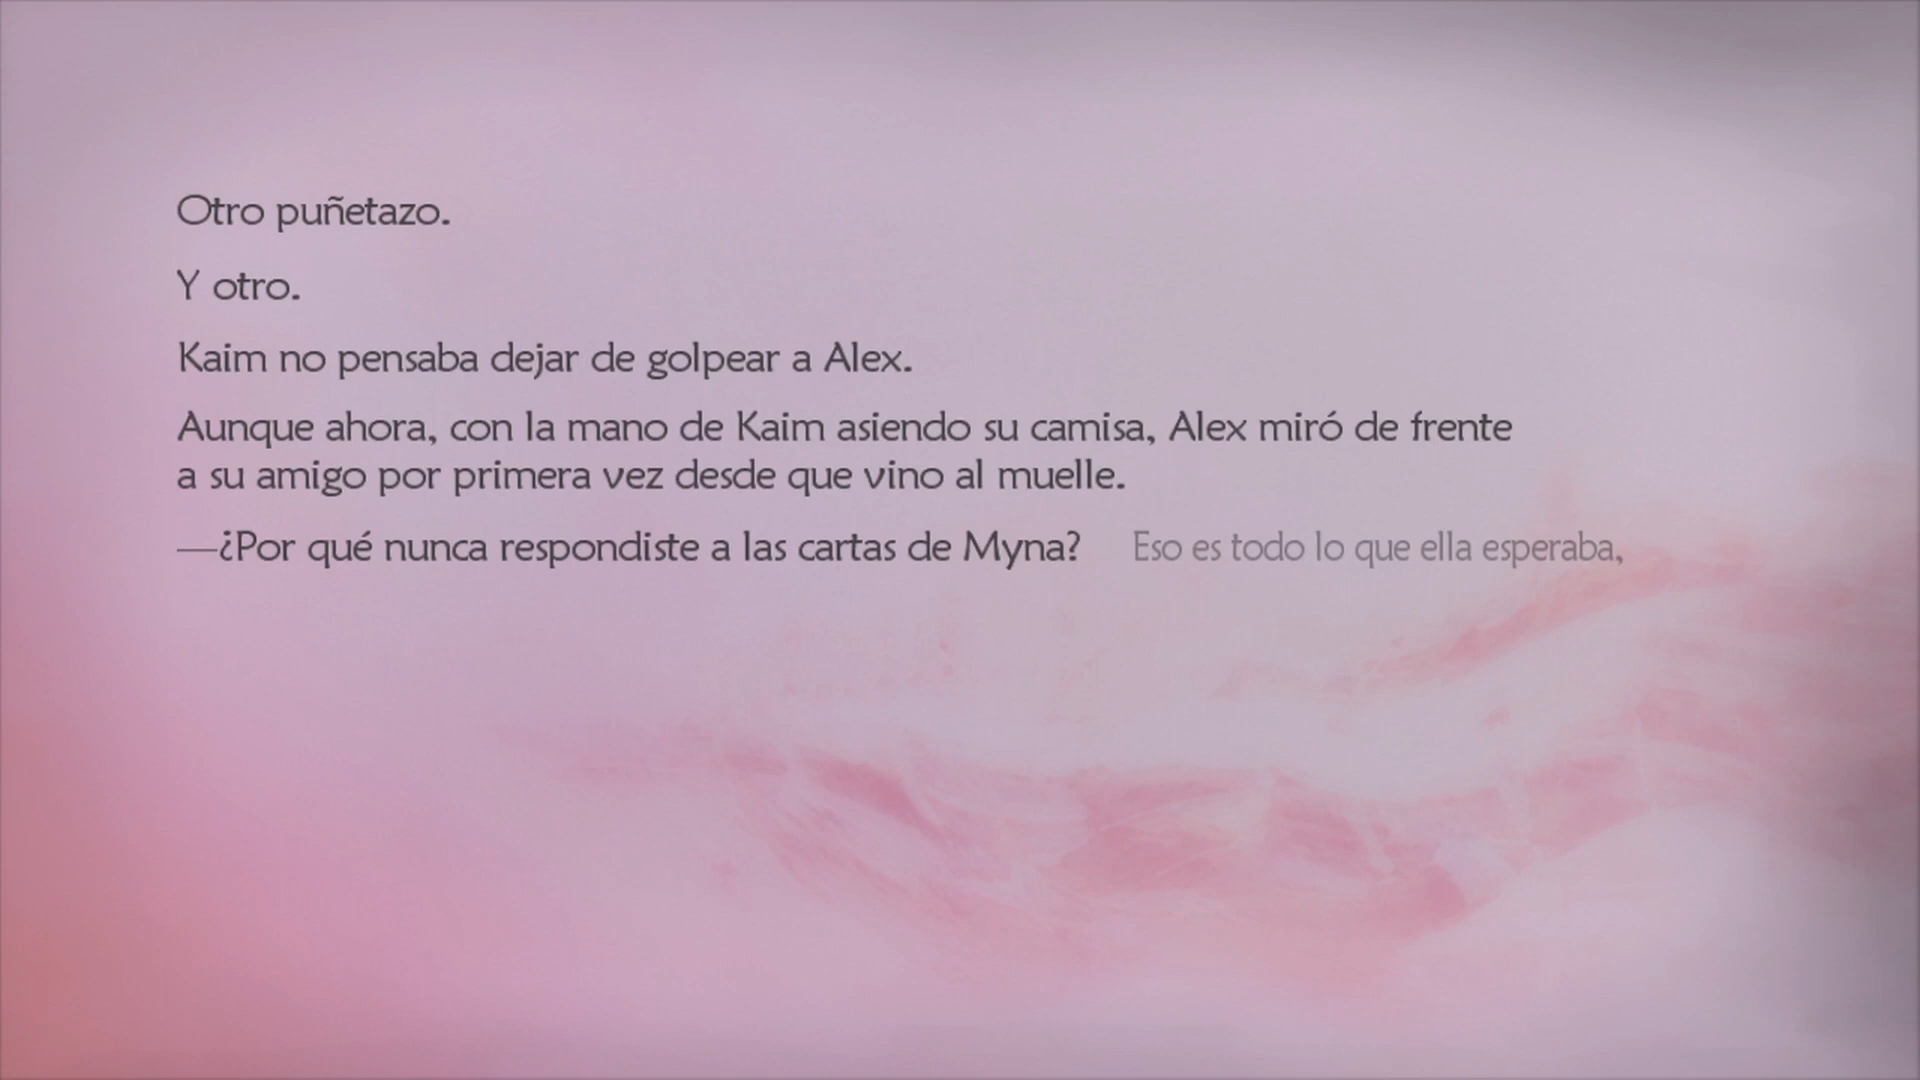 Otro puñetazo.
Y otro.
Kaim no pensaba dejar de golpear a Alex.
Aunque ahora, con la mano de Kaim asiendo su camisa, Alex miró de frente
a su amigo por primera vez desde que vino al muelle.
—¿Por qué nunca respondiste a las cartas de Myna? Eso es todo lo que ella esperaba,